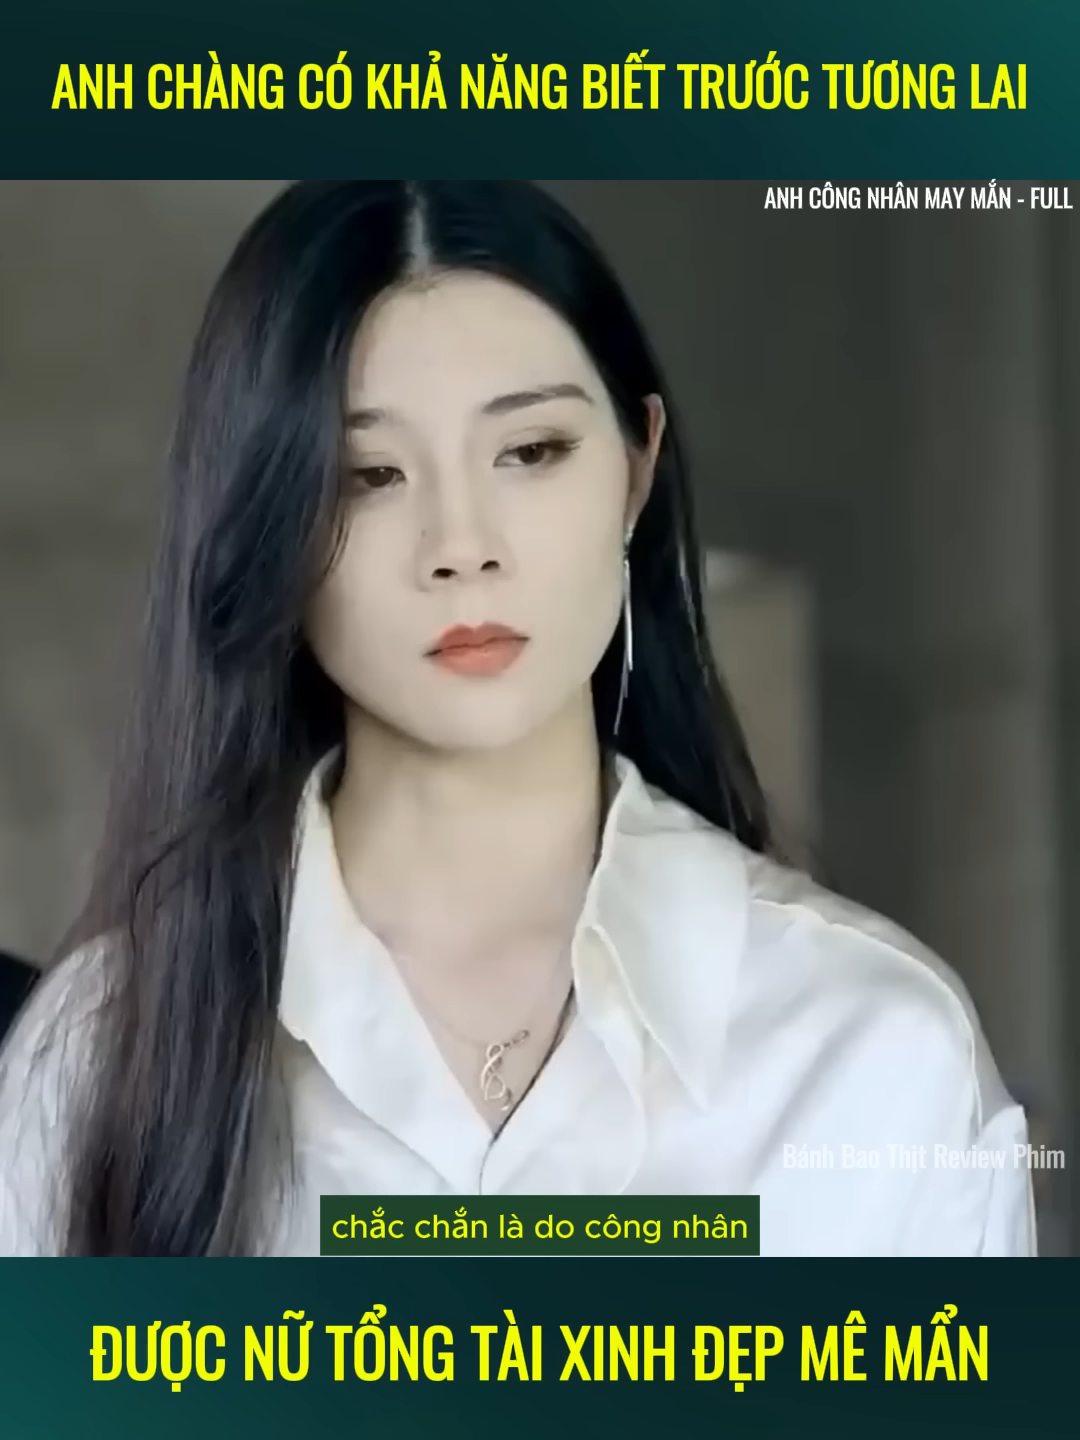 ANH CHÀNG CÓ KHẢ NĂNG BIẾT TRƯỚC TƯƠNG LAI
ANH CÔNG NHÂN MAY MẮN - FULL
Bánh Bao Thịt Review Phim
chắc chắn là do công nhân
ĐƯỢC NỮ TỔNG TÀI XINH ĐẸP MÊ MẨN